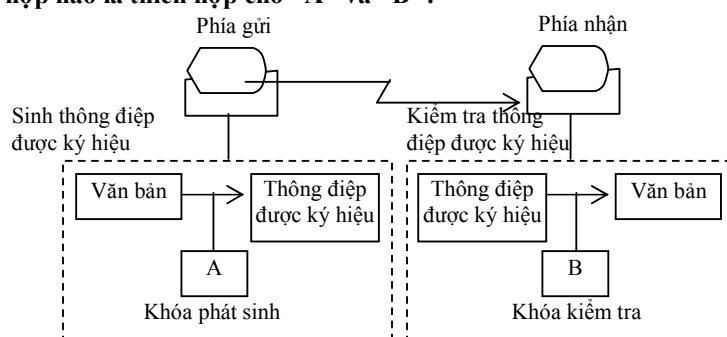 hợp nào là thích hợp cho "A" và "B"?
Phía gửi
Phía nhận
Sinh thông điệp
được ký hiệu
Kiểm tra thông
điệp được ký hiệu
Văn bản
Thông điệp
được ký hiệu
A
Khóa phát sinh
Thông điệp
được ký hiệu
Văn bản
B
Khóa kiểm tra